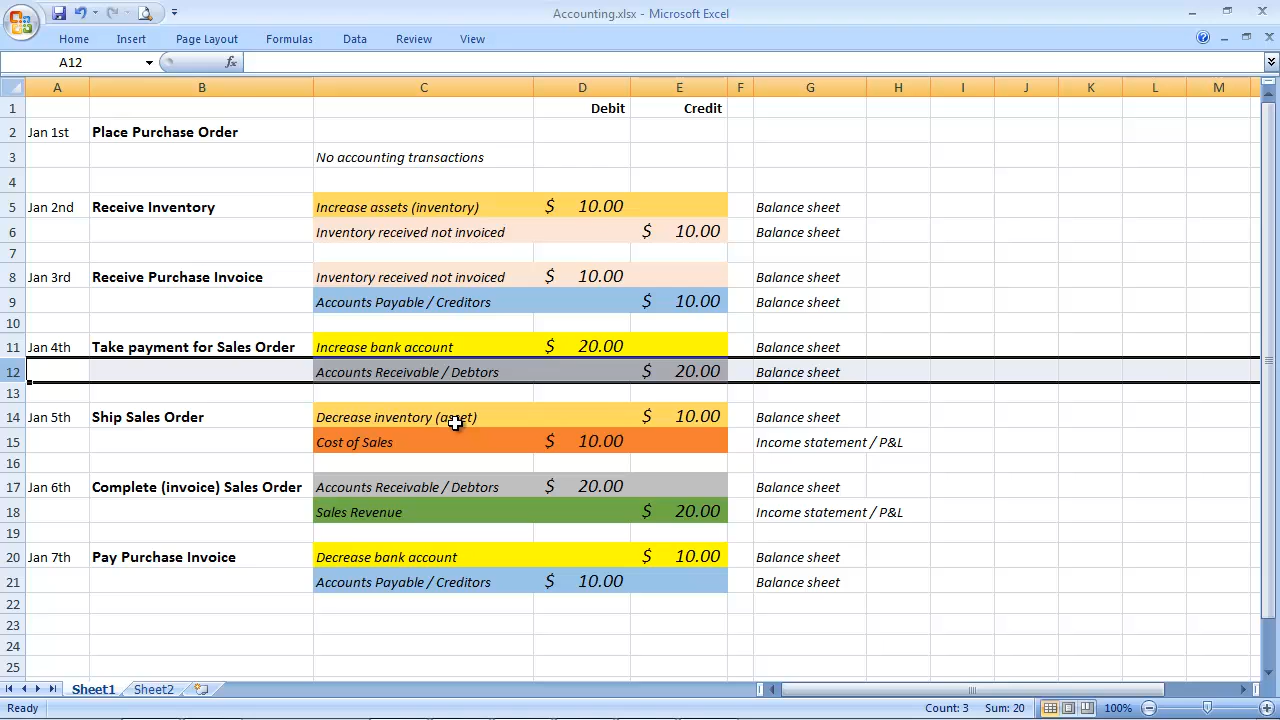 Accounting.xlsx - Microsoft Excel
Home Insert Page Layout Formulas Data Review View
A12 fx
A B C D E F G H I J K L M
1 Debit Credit
2 Jan 1st Place Purchase Order
3 No accounting transactions
4
5 Jan 2nd Receive Inventory Increase assets (inventory) $ 10.00 Balance sheet
6 Inventory received not invoiced $ 10.00 Balance sheet
7
8 Jan 3rd Receive Purchase Invoice Inventory received not invoiced $ 10.00 Balance sheet
9 Accounts Payable / Creditors $ 10.00 Balance sheet
10
11 Jan 4th Take payment for Sales Order Increase bank account $ 20.00 Balance sheet
12 Accounts Receivable / Debtors $ 20.00 Balance sheet
13
14 Jan 5th Ship Sales Order Decrease inventory (asset) $ 10.00 Balance sheet
15 Cost of Sales $ 10.00 Income statement / P&L
16
17 Jan 6th Complete (invoice) Sales Order Accounts Receivable / Debtors $ 20.00 Balance sheet
18 Sales Revenue $ 20.00 Income statement / P&L
19
20 Jan 7th Pay Purchase Invoice Decrease bank account $ 10.00 Balance sheet
21 Accounts Payable / Creditors $ 10.00 Balance sheet
22
23
24
25
Sheet1 Sheet2
Ready Count: 3 Sum: 20 100%